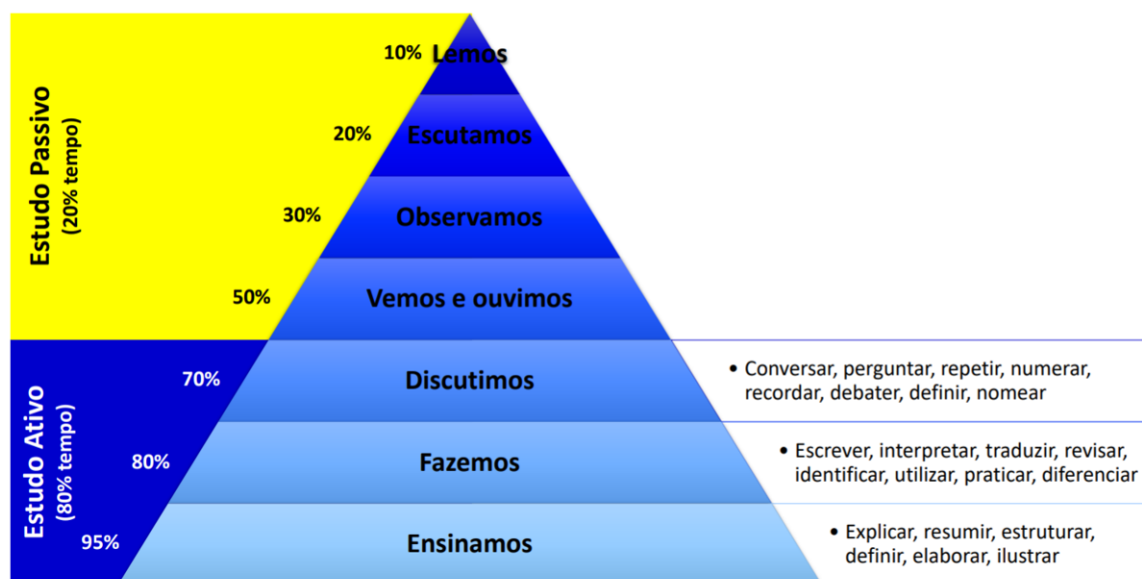 Estudo Passivo
(20% tempo)
10%
Lemos
20%
Escutamos
30%
Observamos
50%
Vemos e ouvimos
Estudo Ativo
(80% tempo)
70%
Discutimos
• Conversar, perguntar, repetir, numerar,
recordar, debater, definir, nomear
80%
Fazemos
• Escrever, interpretar, traduzir, revisar,
identificar, utilizar, praticar, diferenciar
95%
Ensinamos
• Explicar, resumir, estruturar,
definir, elaborar, ilustrar